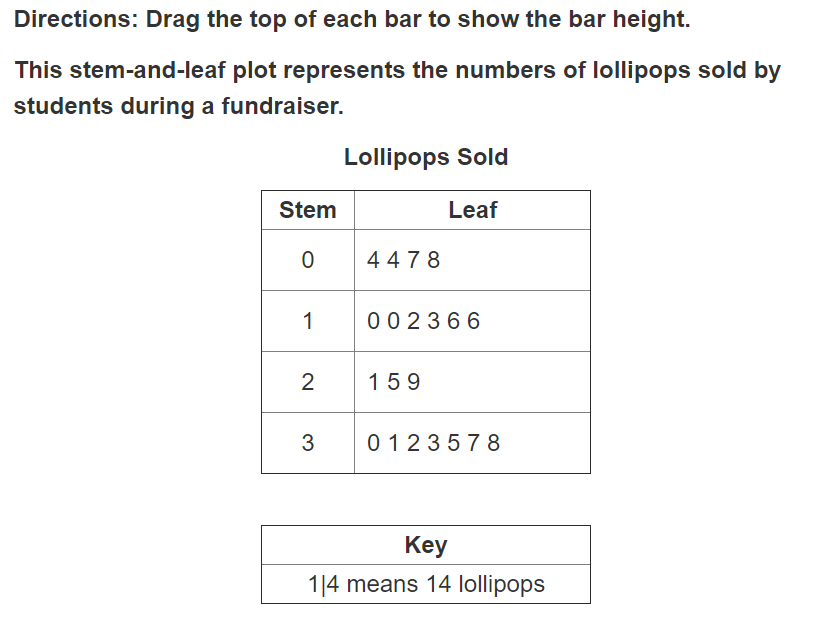 Directions: Drag the top of each bar to show the bar height.
This stem-and-leaf plot represents the numbers of lollipops sold by
students during a fundraiser.
Lollipops Sold
Stem Leaf
0 4 4 7 8
1 0 0 2 3 6 6
2 1 5 9
3 0 1 2 3 5 7 8
Key
1|4 means 14 lollipops